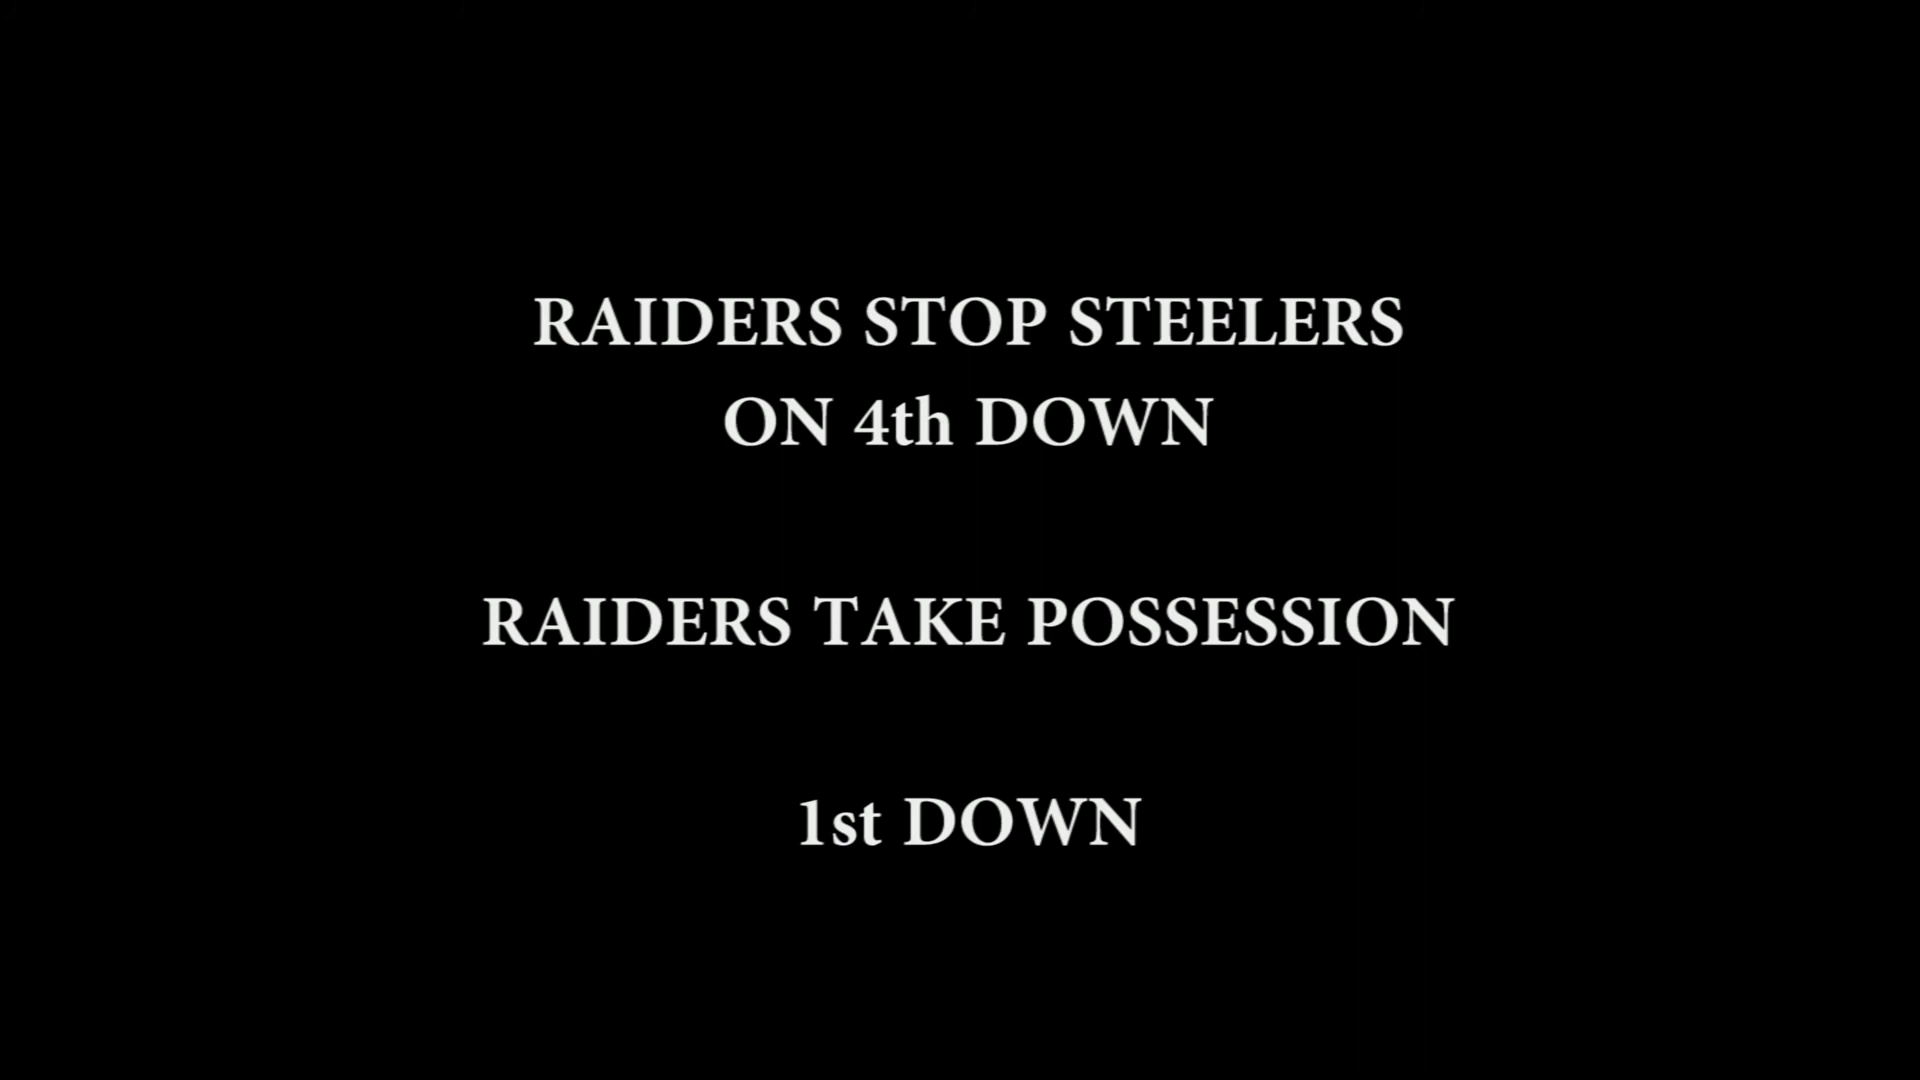 RAIDERS STOP STEELERS
ON 4th DOWN
RAIDERS TAKE POSSESSION
1st DOWN